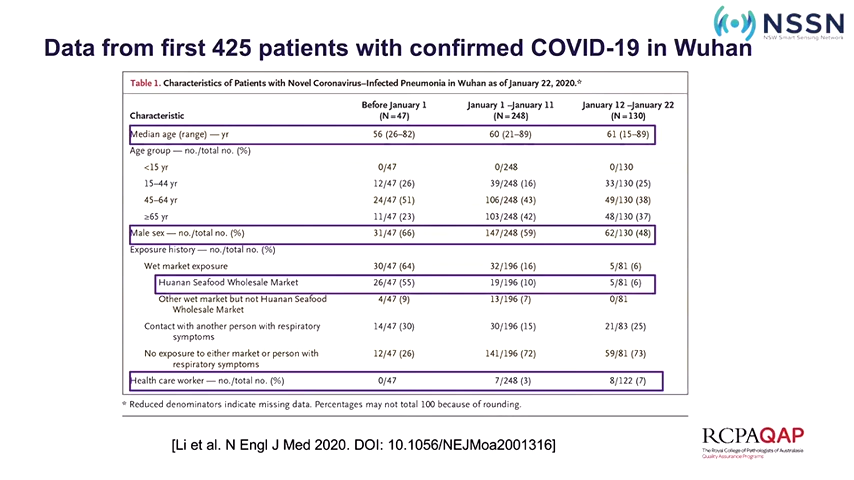 NSSN
NSW Smart Sensing Network
Data from first 425 patients with confirmed COVID-19 in Wuhan
Table 1. Characteristics of Patients with Novel Coronavirus–Infected Pneumonia in Wuhan as of January 22, 2020.*
Characteristic Before January 1 (N = 47) January 1 –January 11 (N = 248) January 12 –January 22 (N = 130)
Median age (range) — yr 56 (26–82) 60 (21–89) 61 (15–89)
Age group — no./total no. (%)
<15 yr 0/47 0/248 0/130
15–44 yr 12/47 (26) 39/248 (16) 33/130 (25)
45–64 yr 24/47 (51) 106/248 (43) 49/130 (38)
≥65 yr 11/47 (23) 103/248 (42) 48/130 (37)
Male sex — no./total no. (%) 31/47 (66) 147/248 (59) 62/130 (48)
Exposure history — no./total no. (%)
Wet market exposure 30/47 (64) 32/196 (16) 5/81 (6)
Huanan Seafood Wholesale Market 26/47 (55) 19/196 (10) 5/81 (6)
Other wet market but not Huanan Seafood 4/47 (9) 13/196 (7) 0/81
Wholesale Market
Contact with another person with respiratory 14/47 (30) 30/196 (15) 21/83 (25)
symptoms
No exposure to either market or person with 12/47 (26) 141/196 (72) 59/81 (73)
respiratory symptoms
Health care worker — no./total no. (%) 0/47 7/248 (3) 8/122 (7)
* Reduced denominators indicate missing data. Percentages may not total 100 because of rounding.
[Li et al. N Engl J Med 2020. DOI: 10.1056/NEJMoa2001316]
RCPAQAP
The Royal College of Pathologists of Australasia
Quality Assurance Programs